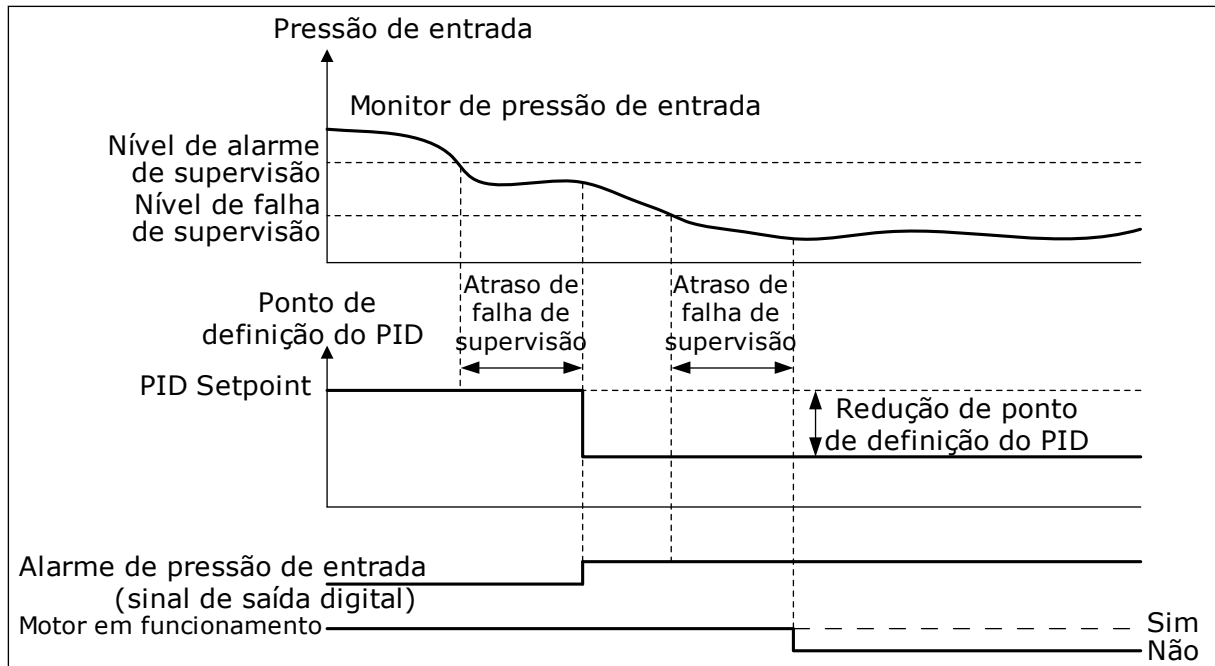 Pressão de entrada
Monitor de pressão de entrada
Nível de alarme
de supervisão
Nível de falha
de supervisão
Atraso de
falha de
supervisão
Atraso de
falha de
supervisão
Ponto de
definição do PID
PID Setpoint
Redução de ponto
de definição do PID
Alarme de pressão de entrada
(sinal de saída digital)
Motor em funcionamento
Sim
Não